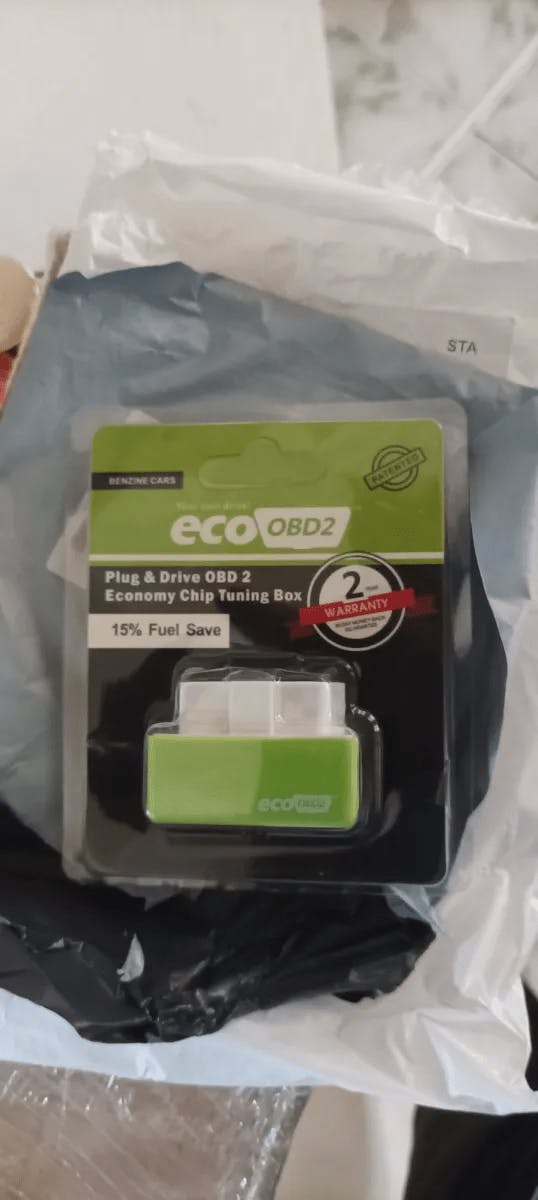 STA
BENZINE CARS
PATENTED
eco OBD2
Plug & Drive OBD 2
Economy Chip Tuning Box
15% Fuel Save
2
WARRANTY
eco OBD2